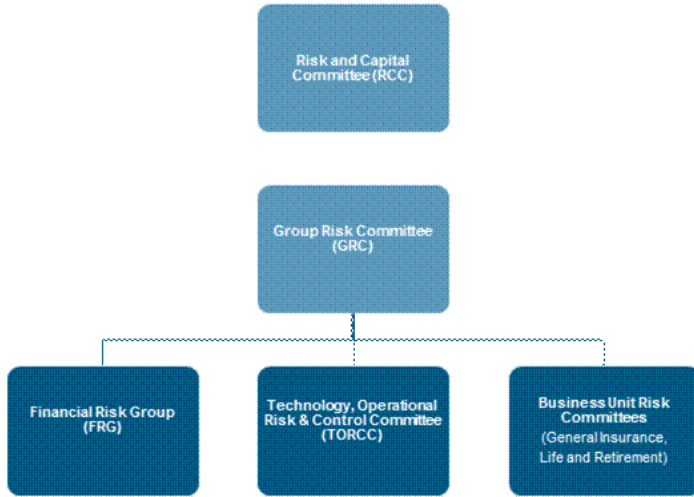 Risk and Capital
Committee (RCC)
Group Risk Committee
(GRC)
Financial Risk Group
(FRG)
Technology, Operational
Risk & Control Committee
(TORCC)
Business Unit Risk
Committees
(General Insurance,
Life and Retirement)